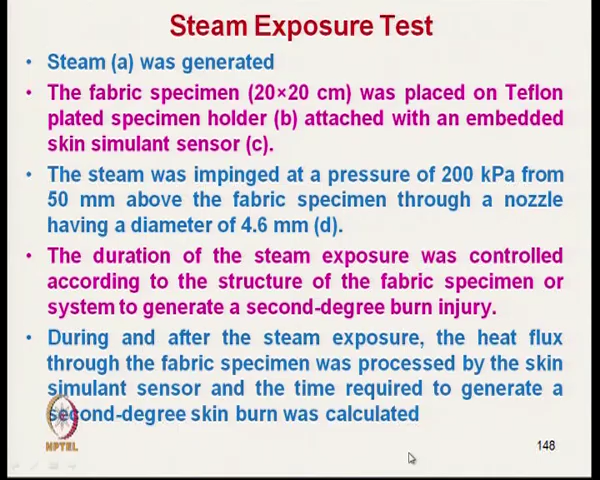 Steam Exposure Test
• Steam (a) was generated
• The fabric specimen (20×20 cm) was placed on Teflon
plated specimen holder (b) attached with an embedded
skin simulant sensor (c).
• The steam was impinged at a pressure of 200 kPa from
50 mm above the fabric specimen through a nozzle
having a diameter of 4.6 mm (d).
• The duration of the steam exposure was controlled
according to the structure of the fabric specimen or
system to generate a second-degree burn injury.
• During and after the steam exposure, the heat flux
through the fabric specimen was processed by the skin
simulant sensor and the time required to generate a
second-degree skin burn was calculated
NPTEL
148